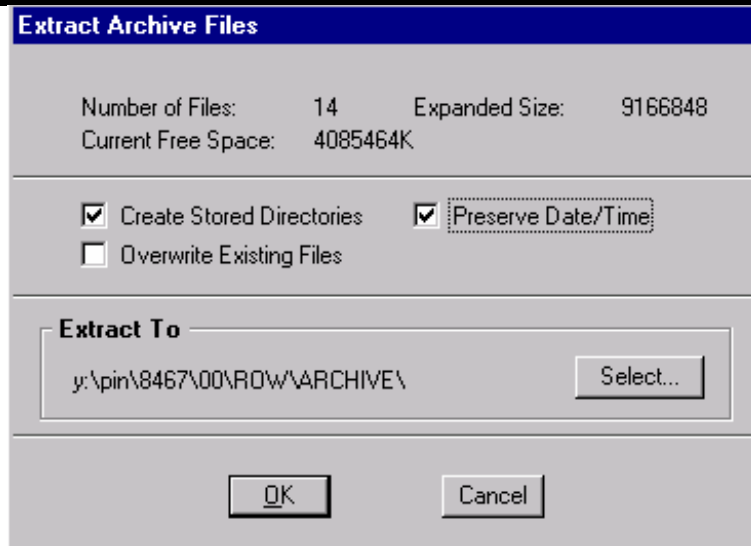 Extract Archive Files
Number of Files: 14 Expanded Size: 9166848
Current Free Space: 4085464K
Create Stored Directories Preserve Date/Time
Overwrite Existing Files
Extract To
y:\pin\8467\00\ROW\ARCHIVE\ Select...
OK Cancel